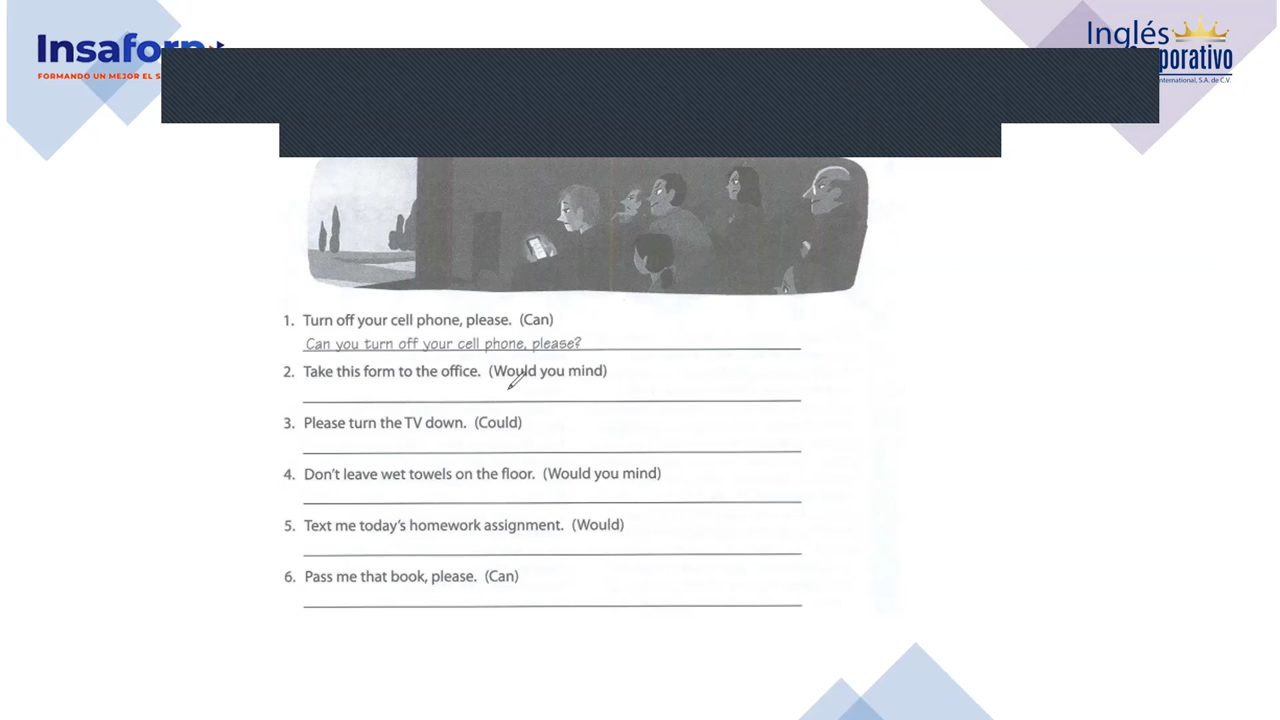 Insaforp
FORMANDO UN MEJOR EL S
Inglés
International, S.A. de C.V.
1. Turn off your cell phone, please. (Can)
Can you turn off your cell phone, please?
2. Take this form to the office. (Would you mind)
3. Please turn the TV down. (Could)
4. Don't leave wet towels on the floor. (Would you mind)
5. Text me today's homework assignment. (Would)
6. Pass me that book, please. (Can)